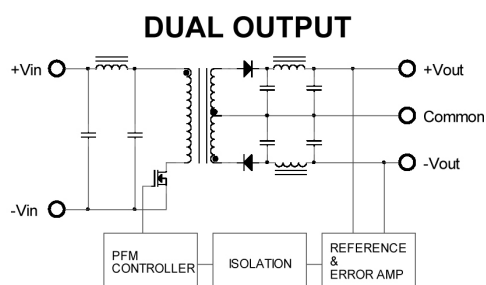 DUAL OUTPUT
+Vin
+Vout
Common
-Vout
-Vin
PFM
CONTROLLER
ISOLATION
REFERENCE
&
ERROR AMP